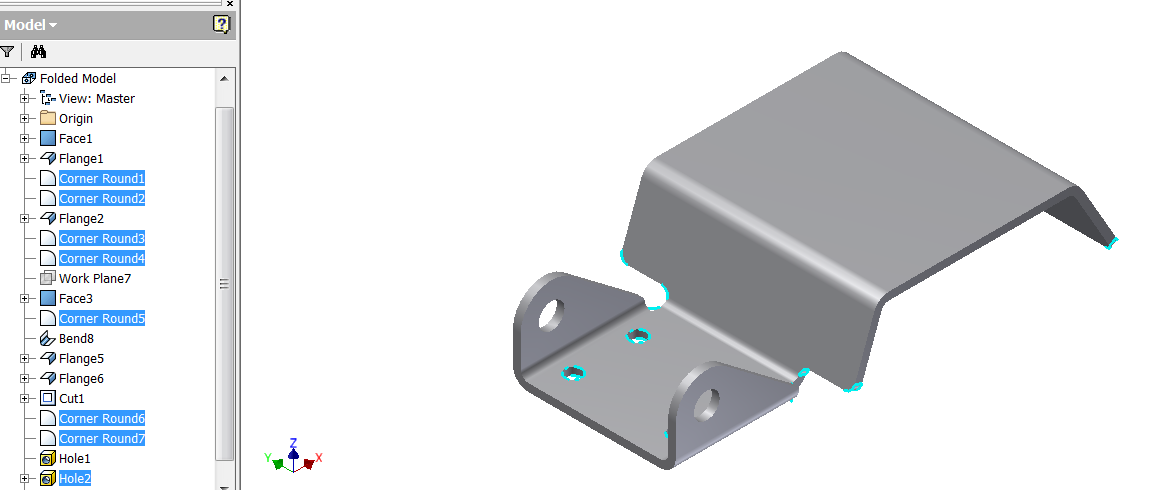 Model
Folded Model
View: Master
Origin
Face1
Flange1
Corner Round1
Corner Round2
Flange2
Corner Round3
Corner Round4
Work Plane7
Face3
Corner Round5
Bend8
Flange5
Flange6
Cut1
Corner Round6
Corner Round7
Hole1
Hole2
Z
Y
X